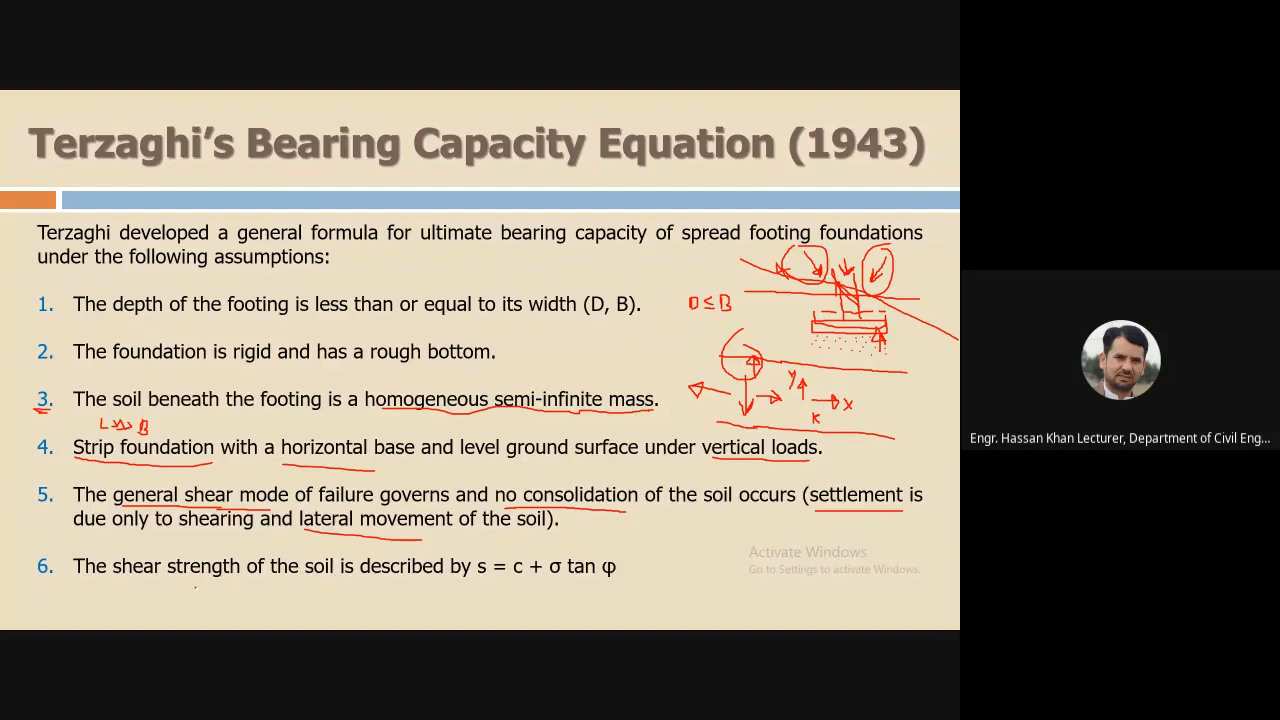 Terzaghi's Bearing Capacity Equation (1943)
Terzaghi developed a general formula for ultimate bearing capacity of spread footing foundations
under the following assumptions:
1. The depth of the footing is less than or equal to its width (D, B).
D ≤ B
2. The foundation is rigid and has a rough bottom.
3. The soil beneath the footing is a homogeneous semi-infinite mass.
y
x
K
L >>> B
4. Strip foundation with a horizontal base and level ground surface under vertical loads.
5. The general shear mode of failure governs and no consolidation of the soil occurs (settlement is
due only to shearing and lateral movement of the soil).
6. The shear strength of the soil is described by s = c + σ tan φ
Activate Windows
Go to Settings to activate Windows.
Engr. Hassan Khan Lecturer, Department of Civil Eng...